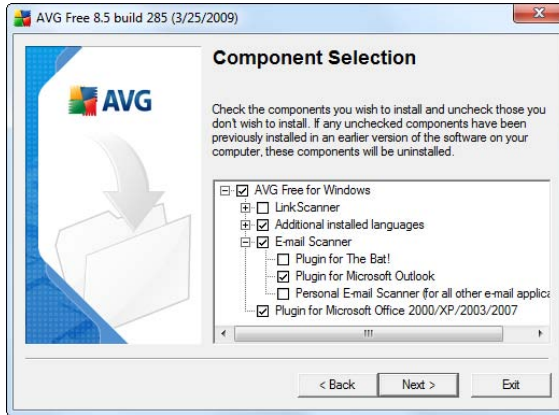 AVG Free 8.5 build 285 (3/25/2009)
AVG
Component Selection
Check the components you wish to install and uncheck those you
don't wish to install. If any unchecked components have been
previously installed in an earlier version of the software on your
computer, these components will be uninstalled.
AVG Free for Windows
LinkScanner
Additional installed languages
E-mail Scanner
Plugin for The Bat!
Plugin for Microsoft Outlook
Personal E-mail Scanner (for all other e-mail applica
Plugin for Microsoft Office 2000/XP/2003/2007
< Back
Next >
Exit